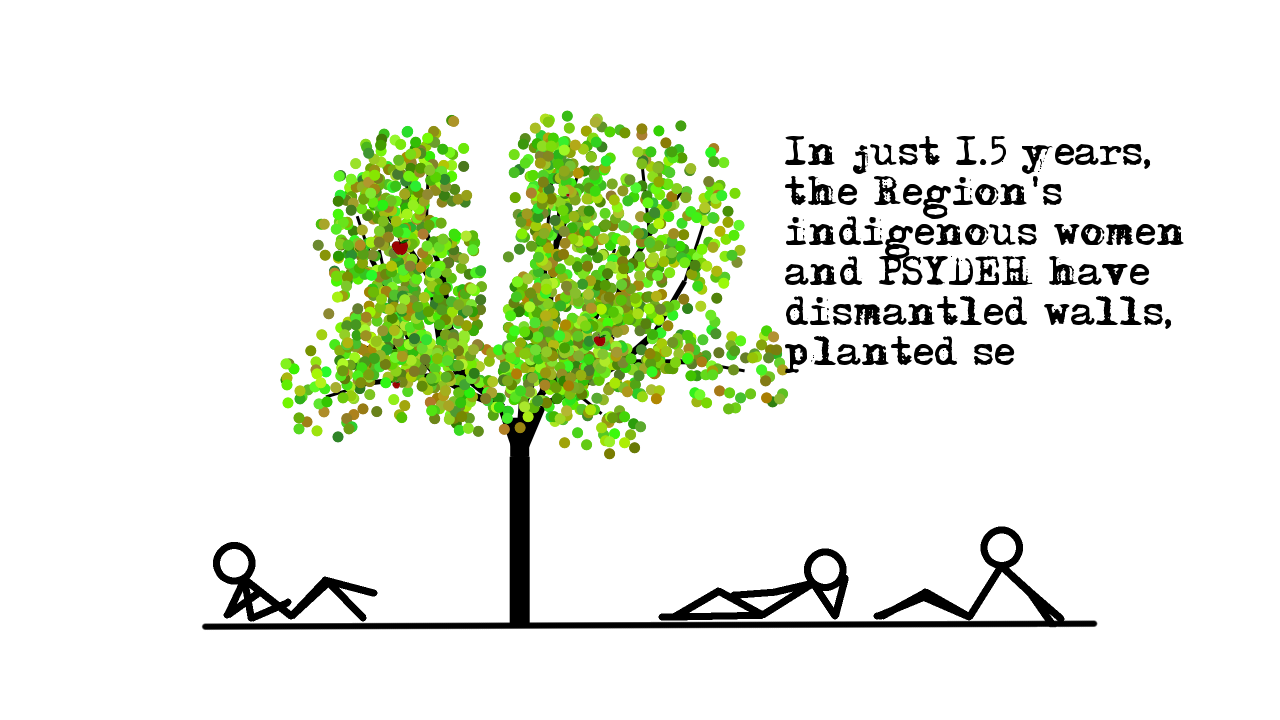 In just 1.5 years,
the Region's
indigenous women
and PSYDEH have
dismantled walls,
planted se